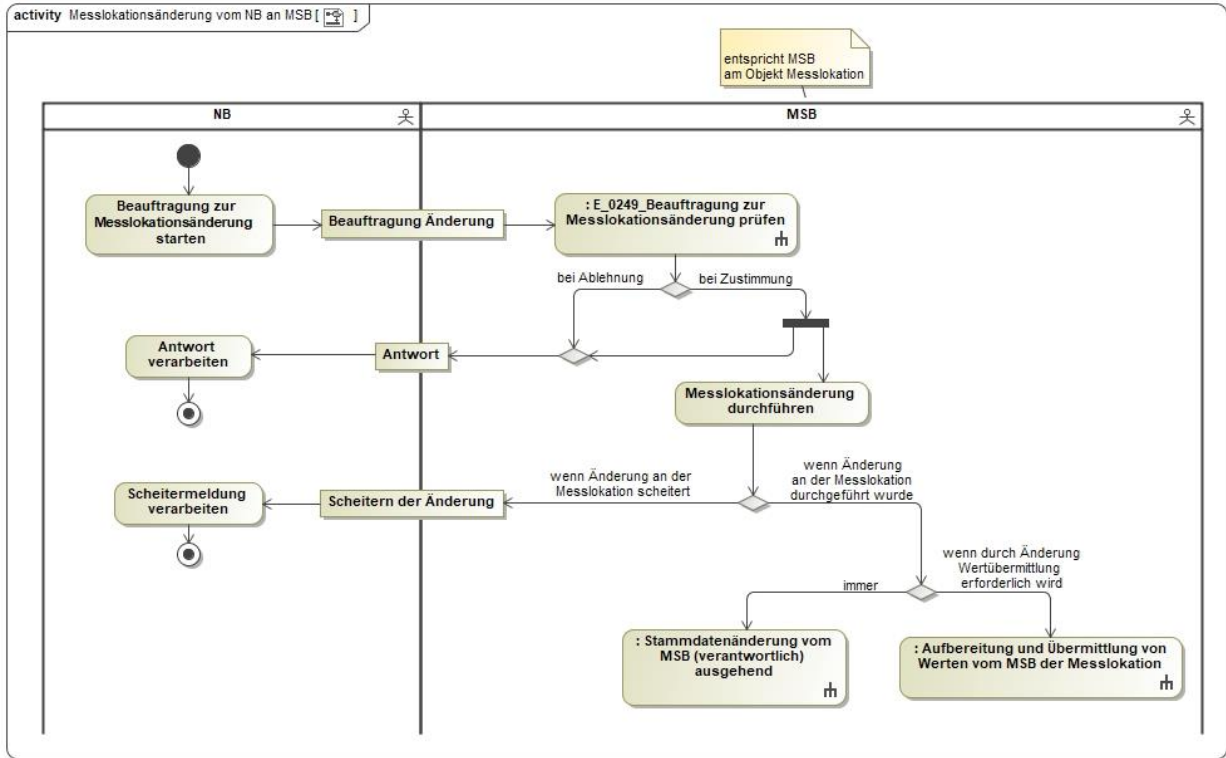 activity Messlokationsänderung vom NB an MSB [ ]
entspricht MSB
am Objekt Messlokation
NB
MSB
Beauftragung zur
Messlokationsänderung
starten
Beauftragung Änderung
: E_0249_Beauftragung zur
Messlokationsänderung prüfen
bei Ablehnung
bei Zustimmung
Antwort
verarbeiten
Antwort
Messlokationsänderung
durchführen
wenn Änderung an der
Messlokation scheitert
wenn Änderung
an der Messlokation
durchgeführt wurde
Scheitermeldung
verarbeiten
Scheitern der Änderung
immer
wenn durch Änderung
Wertübermittlung
erforderlich wird
: Stammdatenänderung vom
MSB (verantwortlich)
ausgehend
: Aufbereitung und Übermittlung von
Werten vom MSB der Messlokation